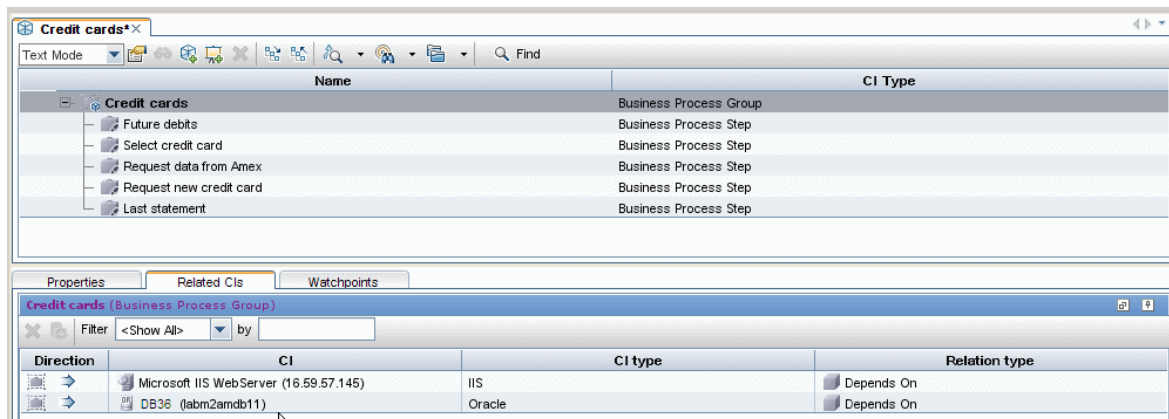 Credit cards*
Text Mode Find
Name CI Type
Credit cards Business Process Group
Future debits Business Process Step
Select credit card Business Process Step
Request data from Amex Business Process Step
Request new credit card Business Process Step
Last statement Business Process Step
Properties Related CIs Watchpoints
Credit cards (Business Process Group)
Filter <Show All> by
Direction CI CI type Relation type
Microsoft IIS WebServer (16.59.57.145) IIS Depends On
DB36 (labm2amdb11) Oracle Depends On